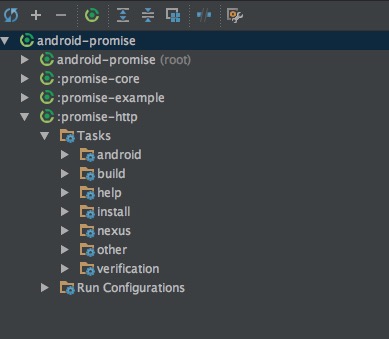 android-promise
android-promise (root)
:promise-core
:promise-example
:promise-http
Tasks
android
build
help
install
nexus
other
verification
Run Configurations